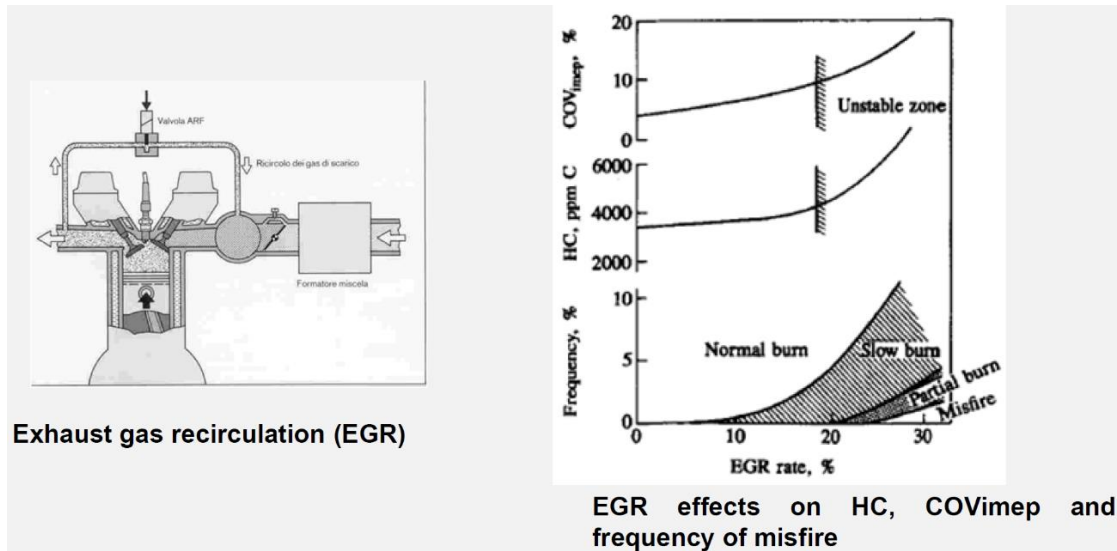 Valvola ARF
Ricircolo dei gas di scarico
Formatore miscela
Exhaust gas recirculation (EGR)
COVimep, %
20
10
0
Unstable zone
HC, ppm C
6000
4000
2000
Frequency, %
10
5
0
Normal burn
Slow burn
Partial burn
Misfire
0 10 20 30
EGR rate, %
EGR effects on HC, COVimep and
frequency of misfire